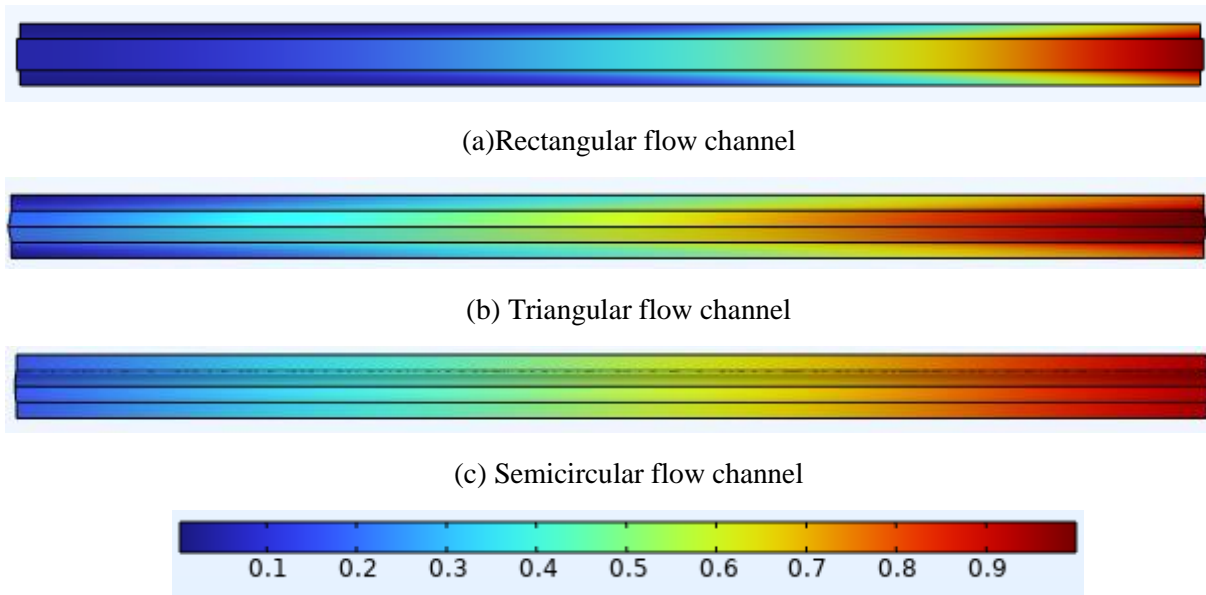 (a)Rectangular flow channel
(b) Triangular flow channel
(c) Semicircular flow channel
0.1 0.2 0.3 0.4 0.5 0.6 0.7 0.8 0.9